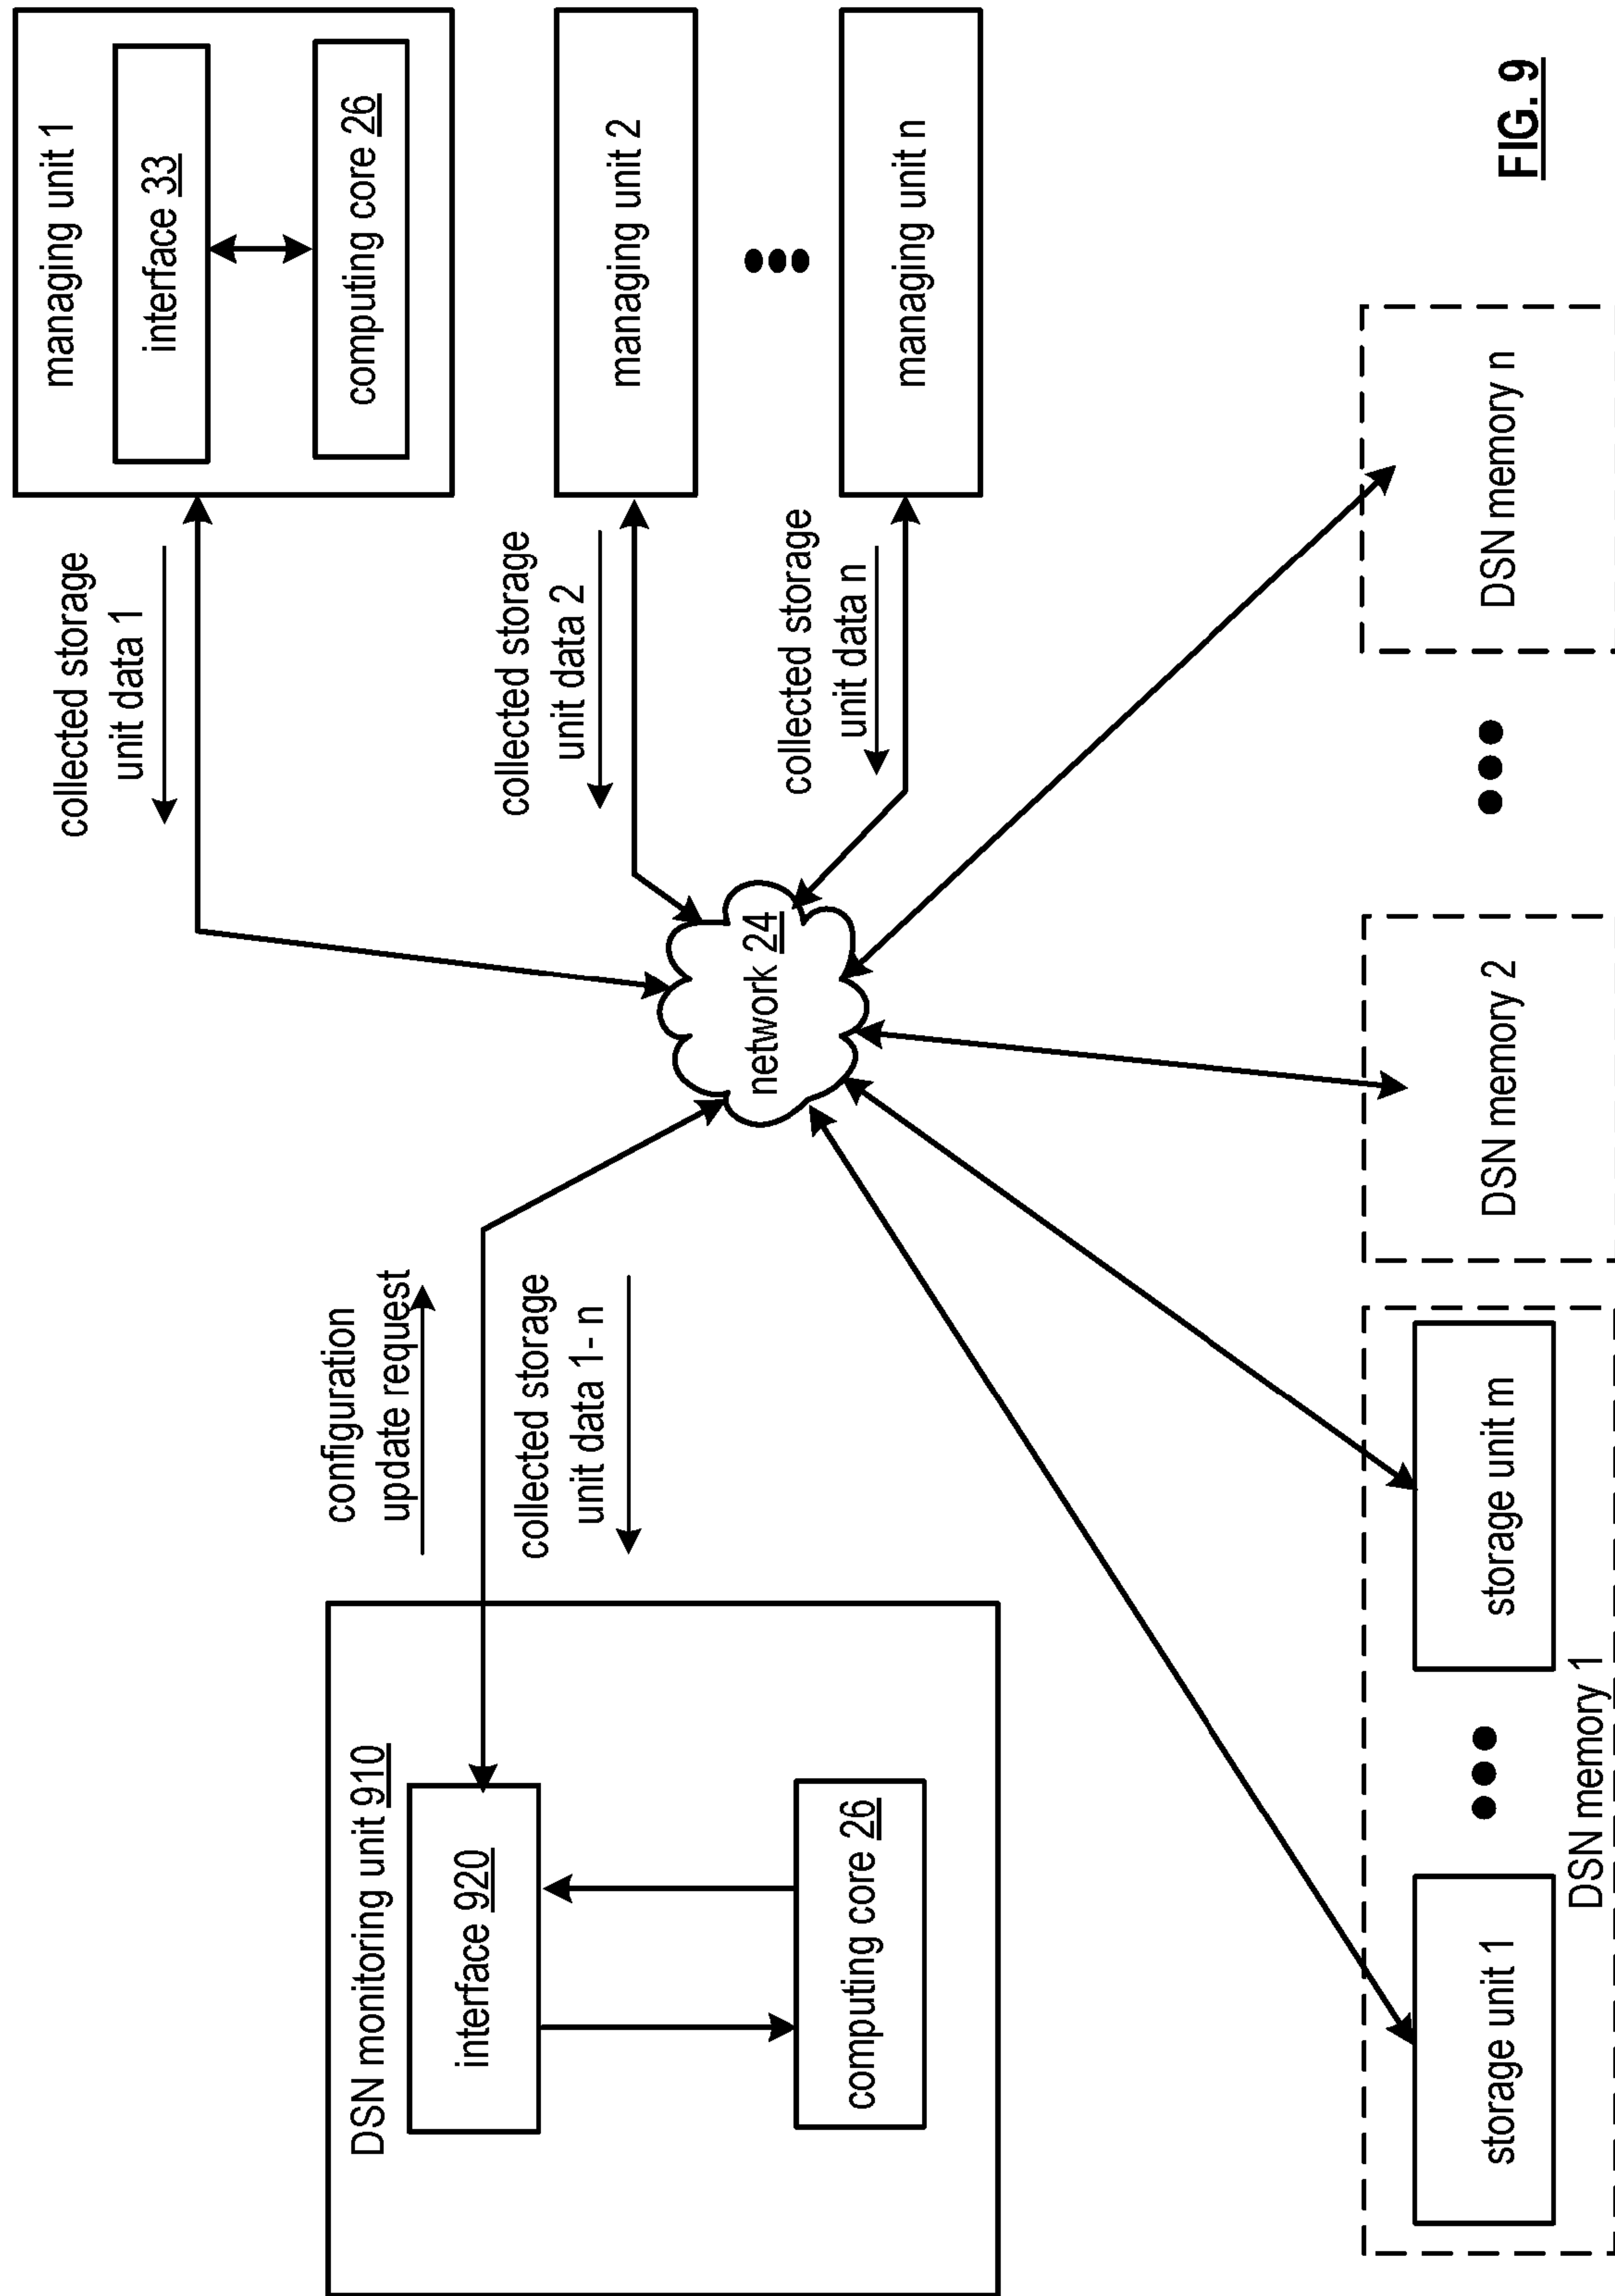 DSN monitoring unit 910
interface 920
computing core 26
configuration
update request
collected storage
unit data 1- n
network 24
collected storage
unit data 1
collected storage
unit data 2
collected storage
unit data n
managing unit 1
interface 33
computing core 26
managing unit 2
managing unit n
storage unit 1
storage unit m
DSN memory 1
DSN memory 2
DSN memory n
FIG. 9